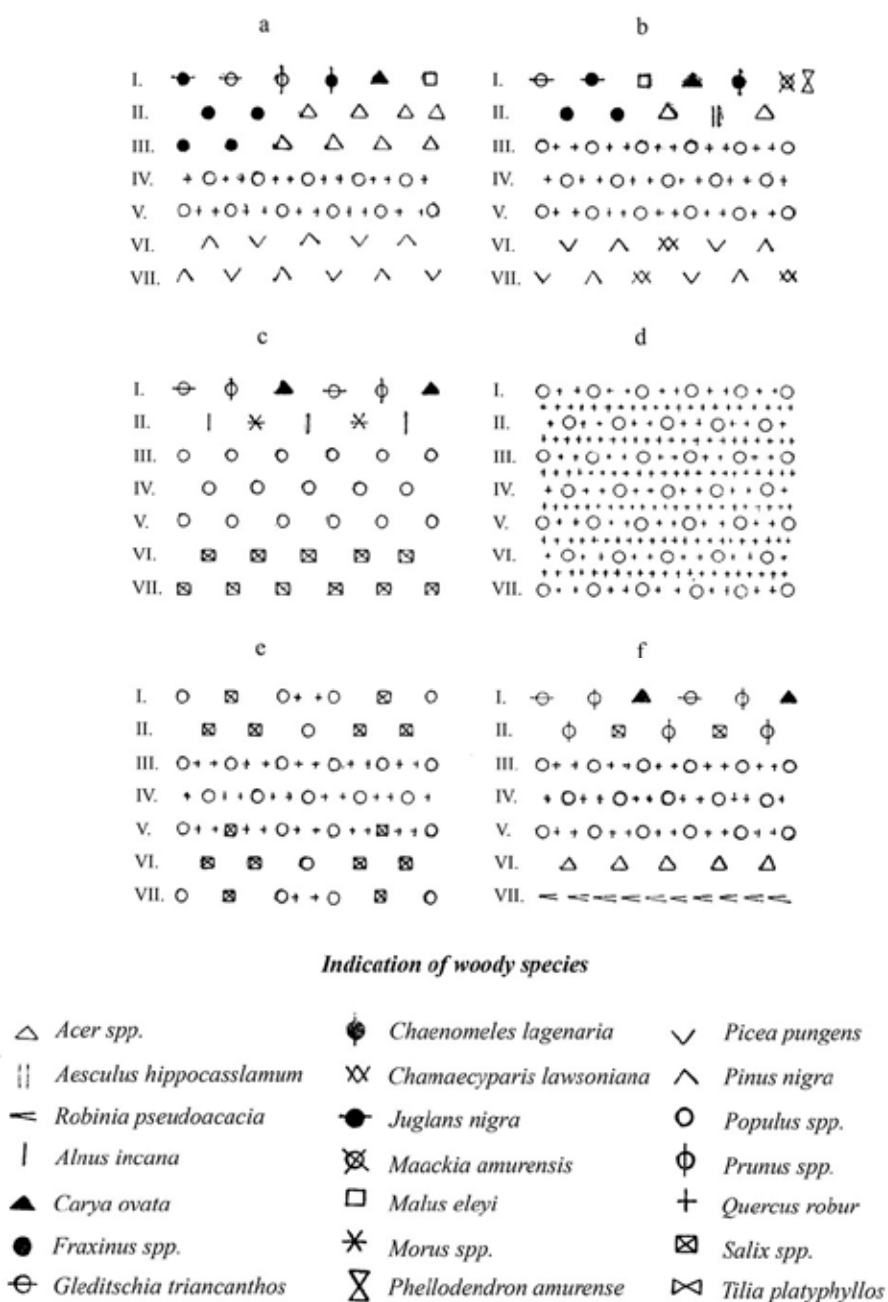 a b
I. I.
II. II.
III. III.
IV. IV.
V. V.
VI. VI.
VII. VII.
c d
I. I.
II. II.
III. III.
IV. IV.
V. V.
VI. VI.
VII. VII.
e f
I. I.
II. II.
III. III.
IV. IV.
V. V.
VI. VI.
VII. VII.
Indication of woody species
Acer spp. Chaenomeles lagenaria Picea pungens
Aesculus hippocasslamum Chamaecyparis lawsoniana Pinus nigra
Robinia pseudoacacia Juglans nigra Populus spp.
Alnus incana Maackia amurensis Prunus spp.
Carya ovata Malus eleyi Quercus robur
Fraxinus spp. Morus spp. Salix spp.
Gleditschia triancanthos Phellodendron amurense Tilia platyphyllos